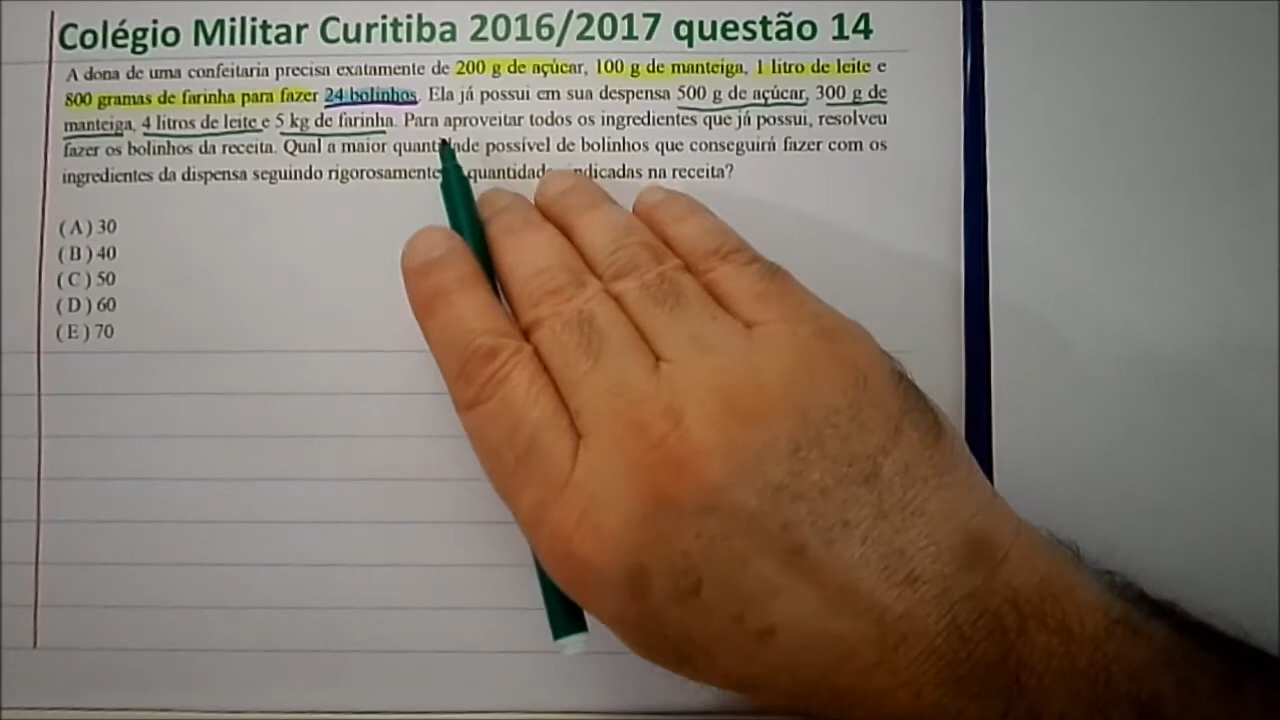 Colégio Militar Curitiba 2016/2017 questão 14
A dona de uma confeitaria precisa exatamente de 200 g de açúcar, 100 g de manteiga, 1 litro de leite e
800 gramas de farinha para fazer 24 bolinhos. Ela já possui em sua despensa 500 g de açúcar, 300 g de
manteiga, 4 litros de leite e 5 kg de farinha. Para aproveitar todos os ingredientes que já possui, resolveu
fazer os bolinhos da receita. Qual a maior quantidade possível de bolinhos que conseguirá fazer com os
ingredientes da dispensa seguindo rigorosamente quantidad indicadas na receita?
( A ) 30
( B ) 40
( C ) 50
( D ) 60
( E ) 70